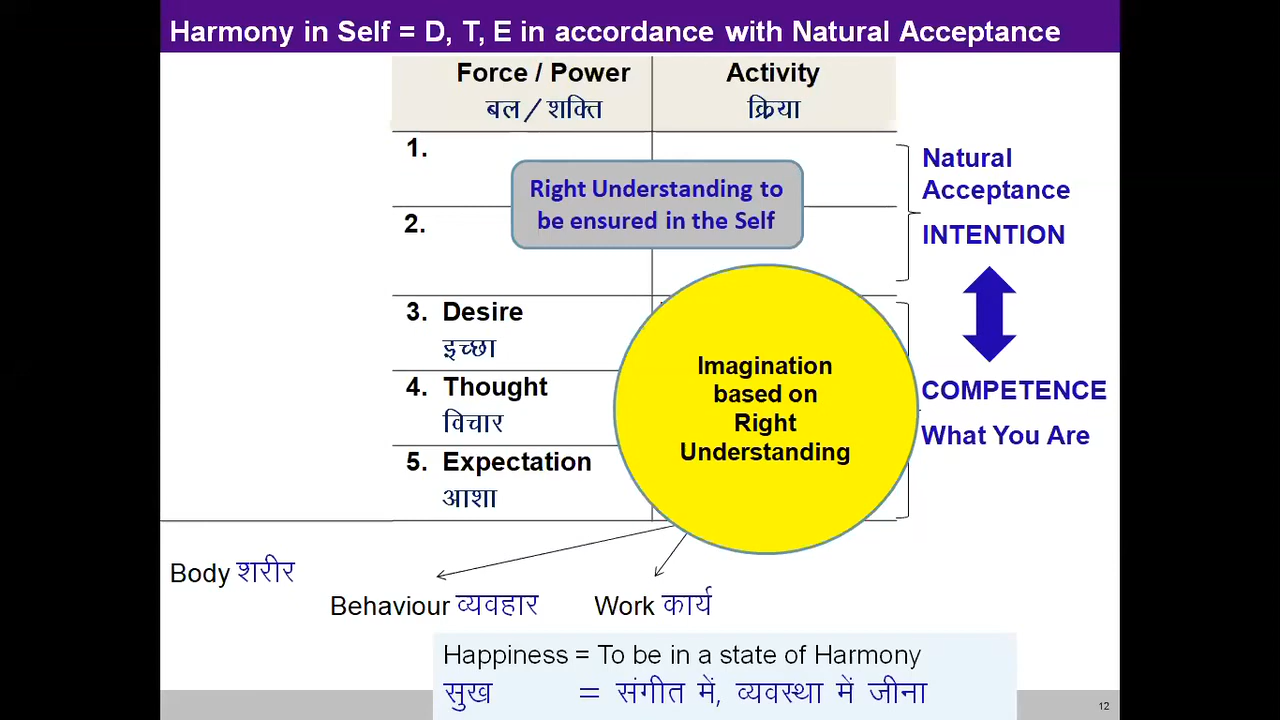 Harmony in Self = D, T, E in accordance with Natural Acceptance
Force / Power
Activity
बल / शक्ति
क्रिया
1.
Right Understanding to
be ensured in the Self
2.
Natural
Acceptance
INTENTION
3. Desire
इच्छा
4. Thought
विचार
5. Expectation
आशा
Imagination
based on
Right
Understanding
COMPETENCE
What You Are
Body शरीर
Behaviour व्यवहार
Work कार्य
Happiness = To be in a state of Harmony
सुख = संगीत में, व्यवस्था में जीना
12